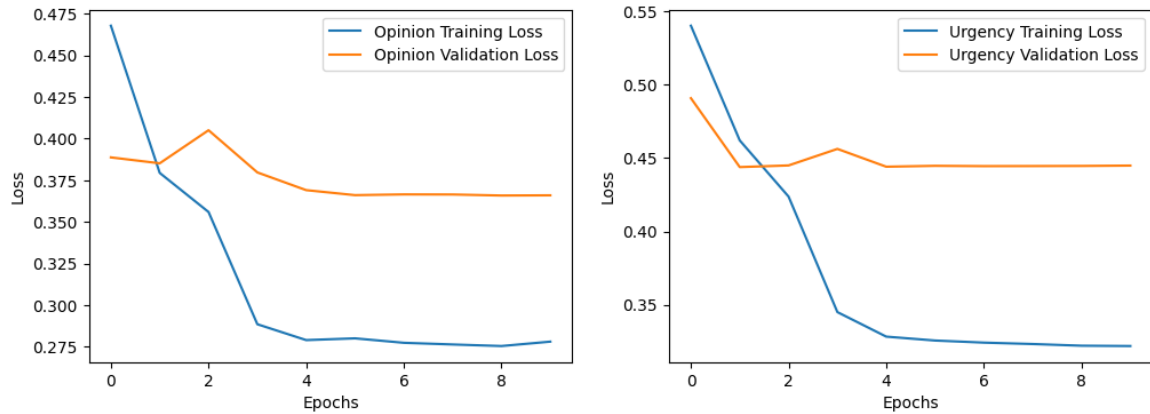 Opinion Training Loss
Opinion Validation Loss
Loss
0.475
0.450
0.425
0.400
0.375
0.350
0.325
0.300
0.275
0 2 4 6 8
Epochs
Urgency Training Loss
Urgency Validation Loss
Loss
0.55
0.50
0.45
0.40
0.35
0 2 4 6 8
Epochs